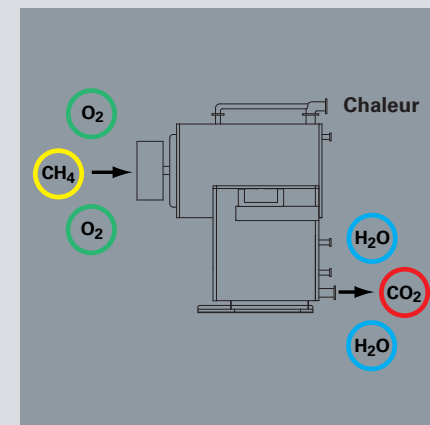 O₂
Chaleur
CH₄
O₂
H₂O
CO₂
H₂O